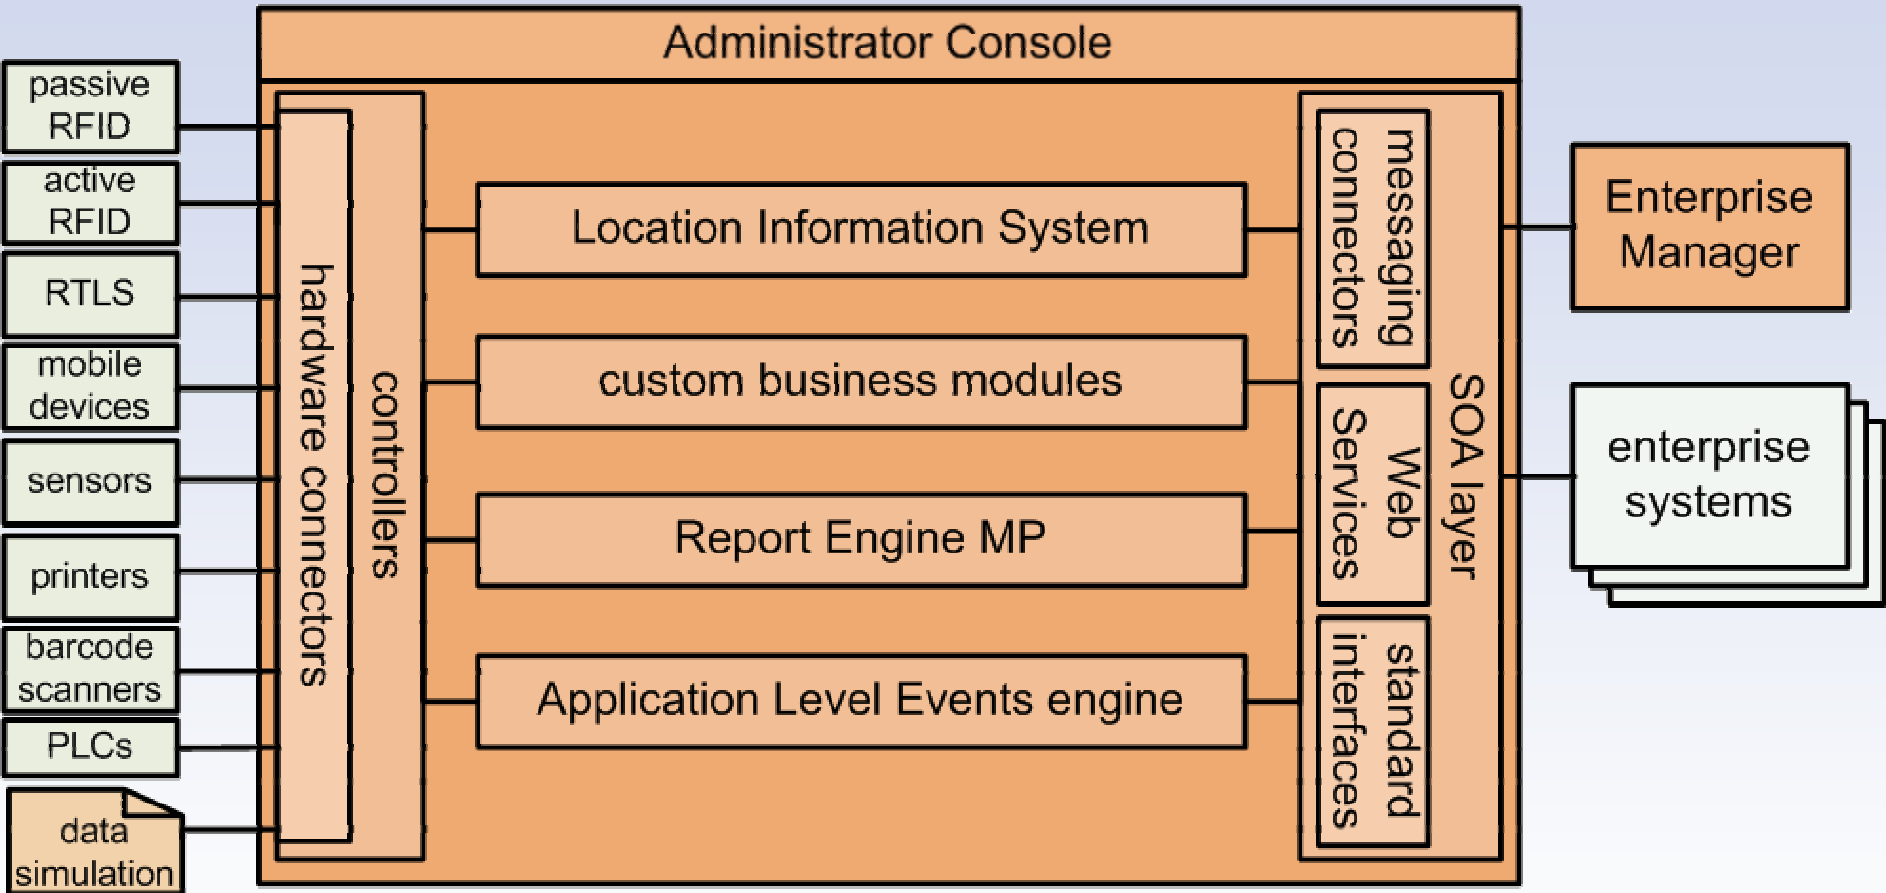 Administrator Console
passive
RFID
active
RFID
RTLS
mobile
devices
sensors
printers
barcode
scanners
PLCs
data
simulation
hardware connectors
controllers
Location Information System
custom business modules
Report Engine MP
Application Level Events engine
messaging
connectors
Web
Services
standard
interfaces
SOA layer
Enterprise
Manager
enterprise
systems